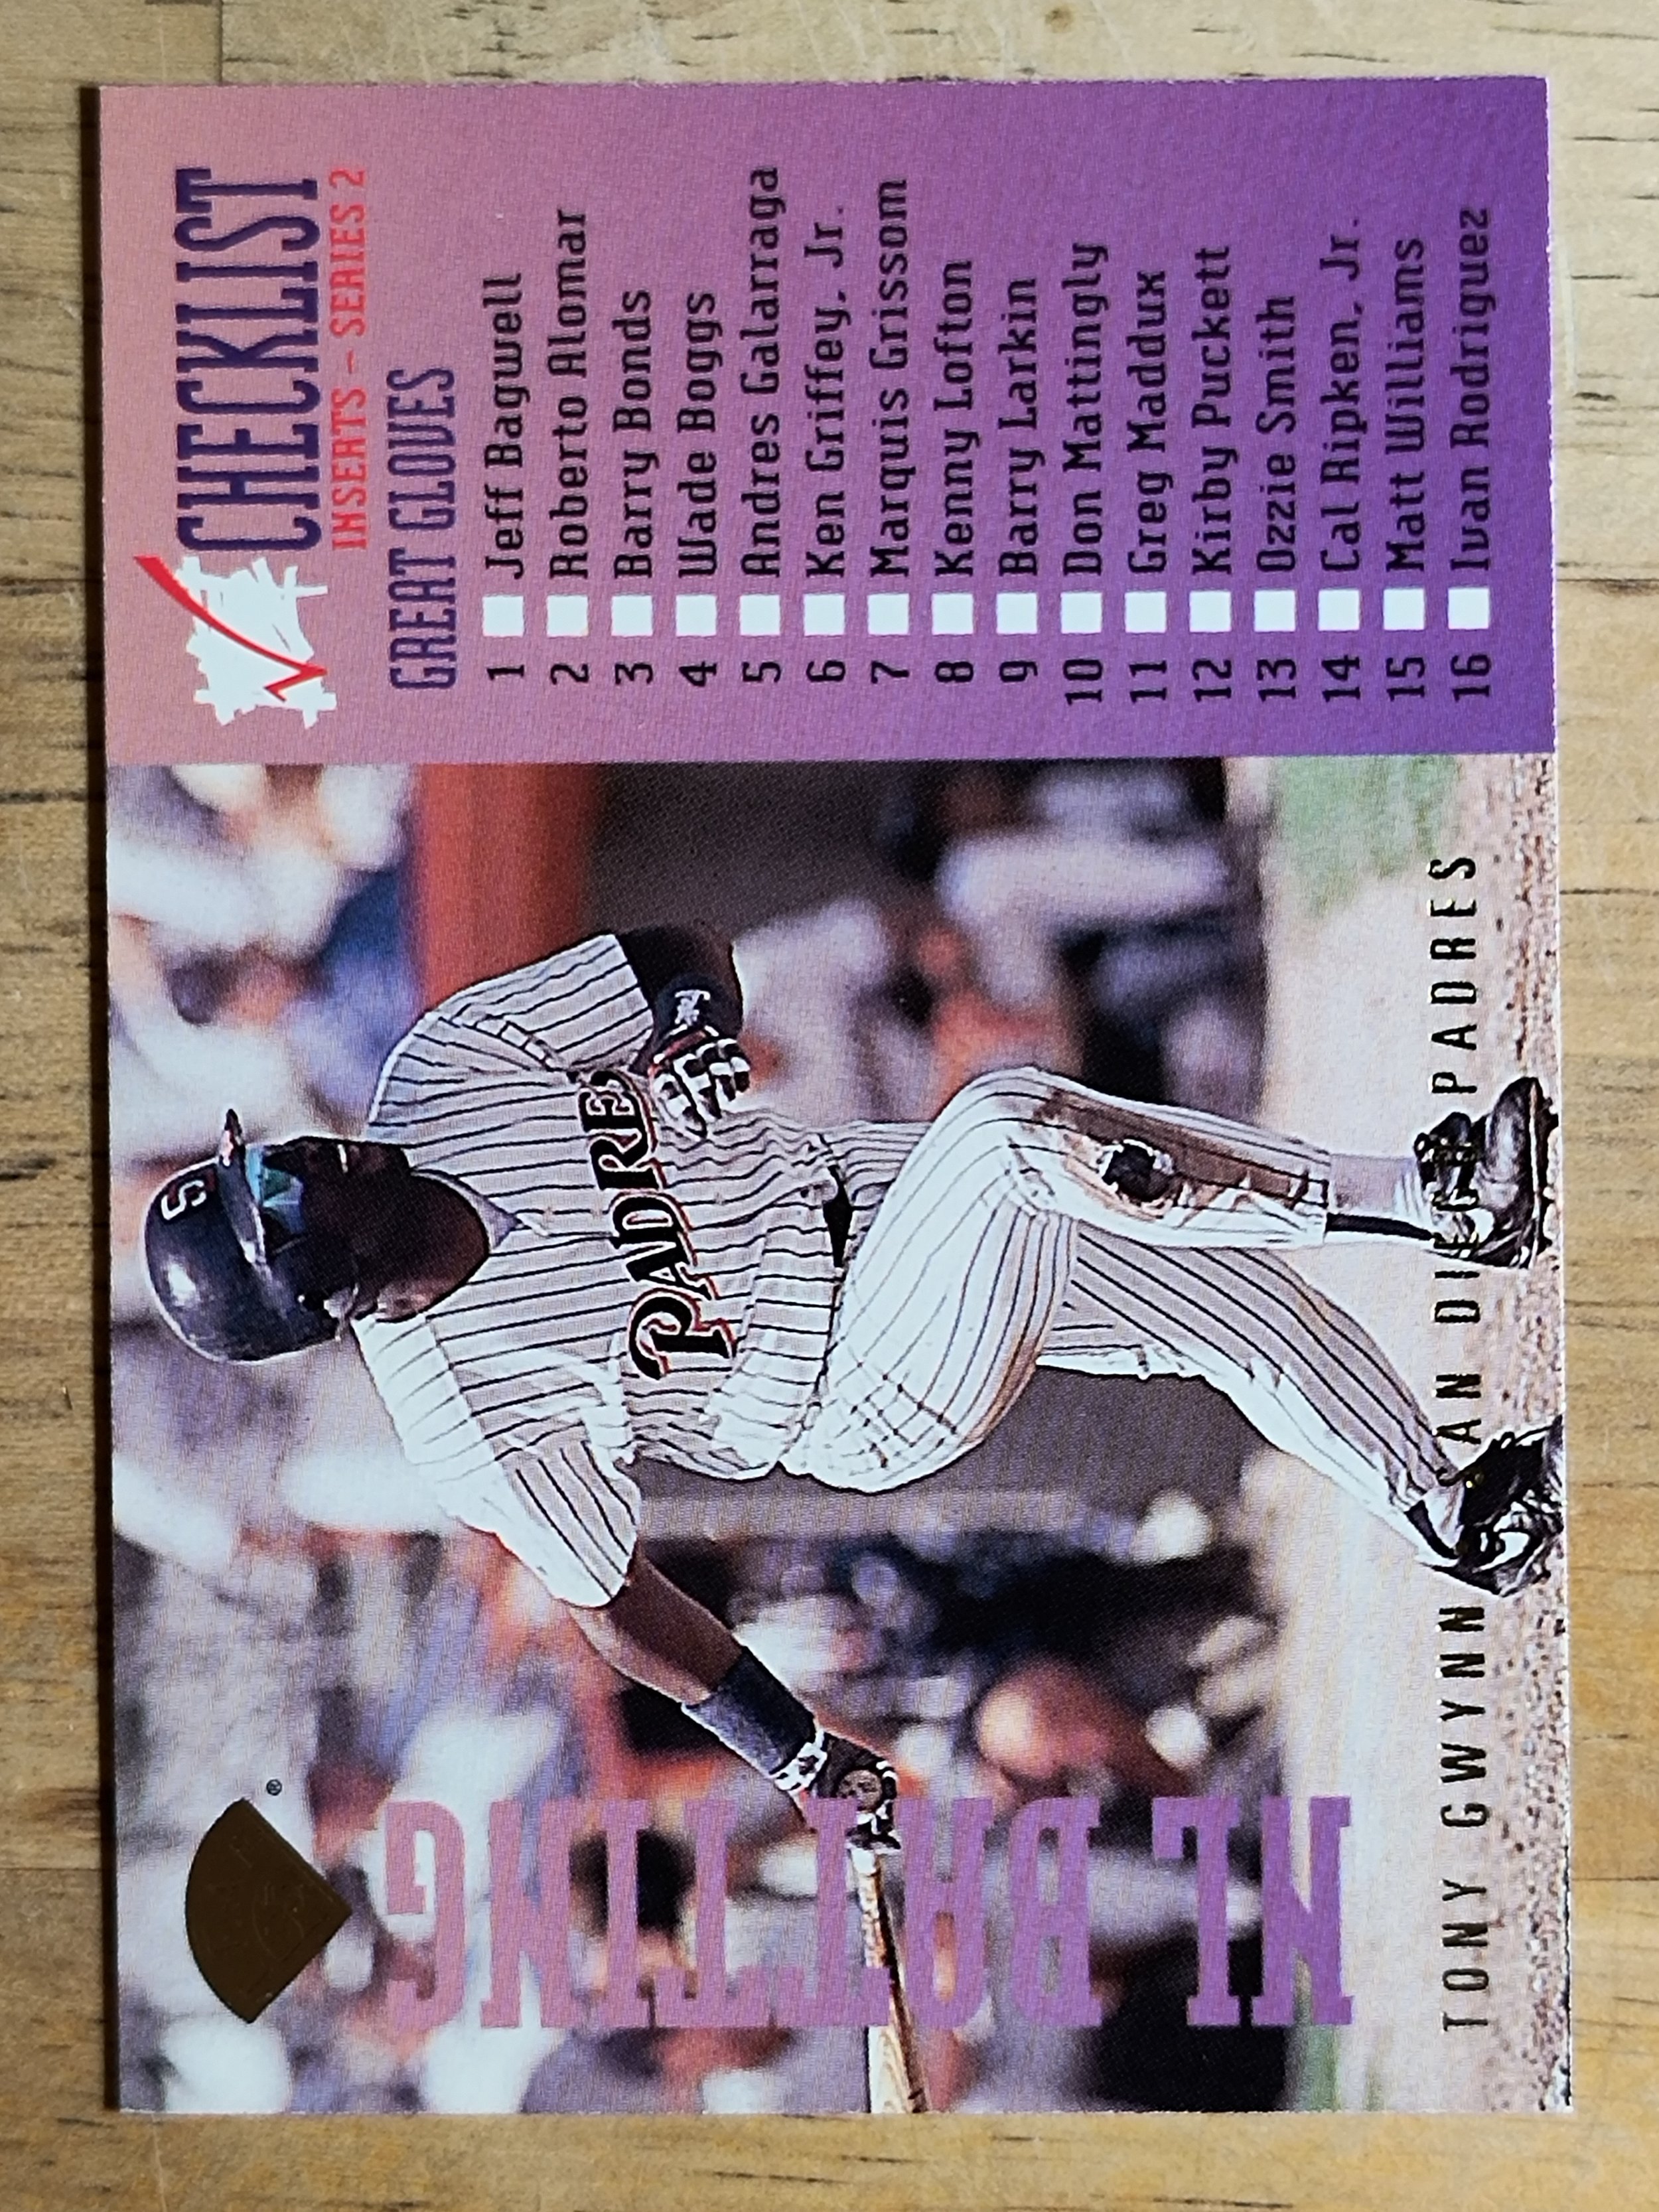 NL BATTING
®
PADRE
TONY GWYNN SAN DIEGO PADRES
CHECKLIST
INSERTS - SERIES 2
GREAT GLOVES
1 Jeff Bagwell
2 Roberto Alomar
3 Barry Bonds
4 Wade Boggs
5 Andres Galarraga
6 Ken Griffey, Jr.
7 Marquis Grissom
8 Kenny Lofton
9 Barry Larkin
10 Don Mattingly
11 Greg Maddux
12 Kirby Puckett
13 Ozzie Smith
14 Cal Ripken, Jr.
15 Matt Williams
16 Ivan Rodriguez